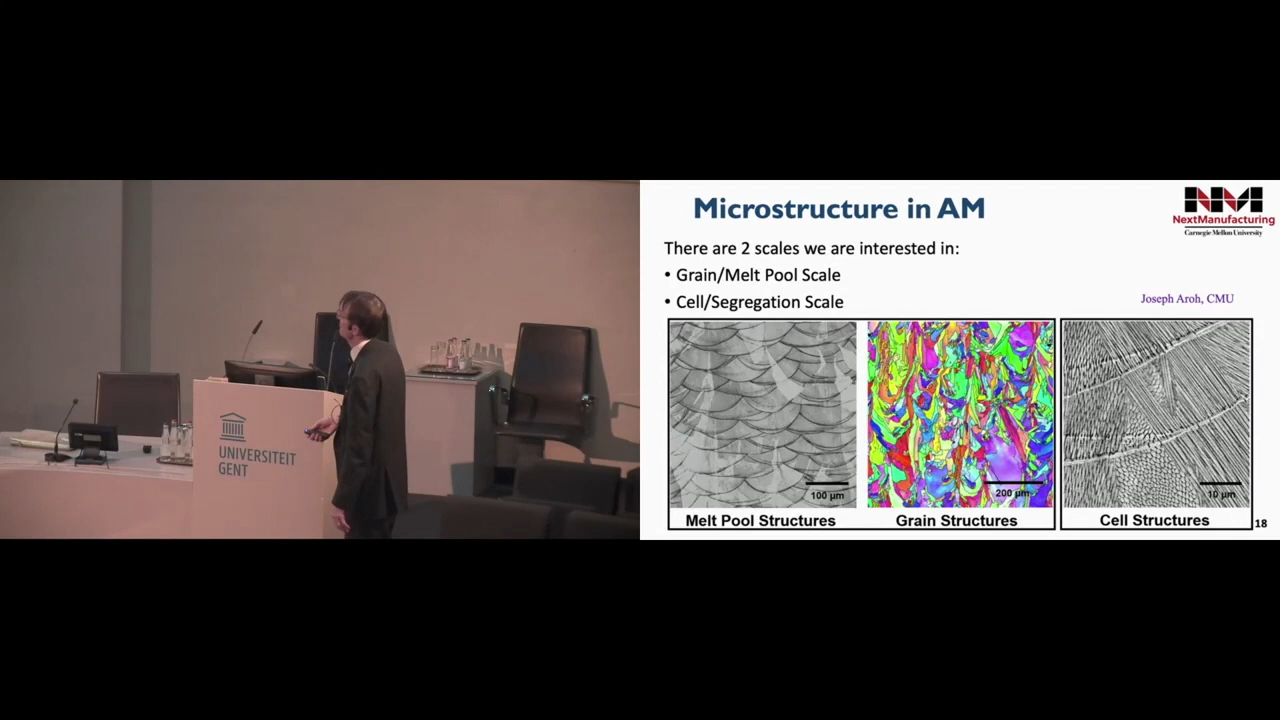 UNIVERSITEIT
GENT
Microstructure in AM
NextManufacturing
Carnegie Mellon University
There are 2 scales we are interested in:
• Grain/Melt Pool Scale
• Cell/Segregation Scale
Joseph Aroh, CMU
100 µm
200 µm
10 µm
Melt Pool Structures
Grain Structures
Cell Structures
18